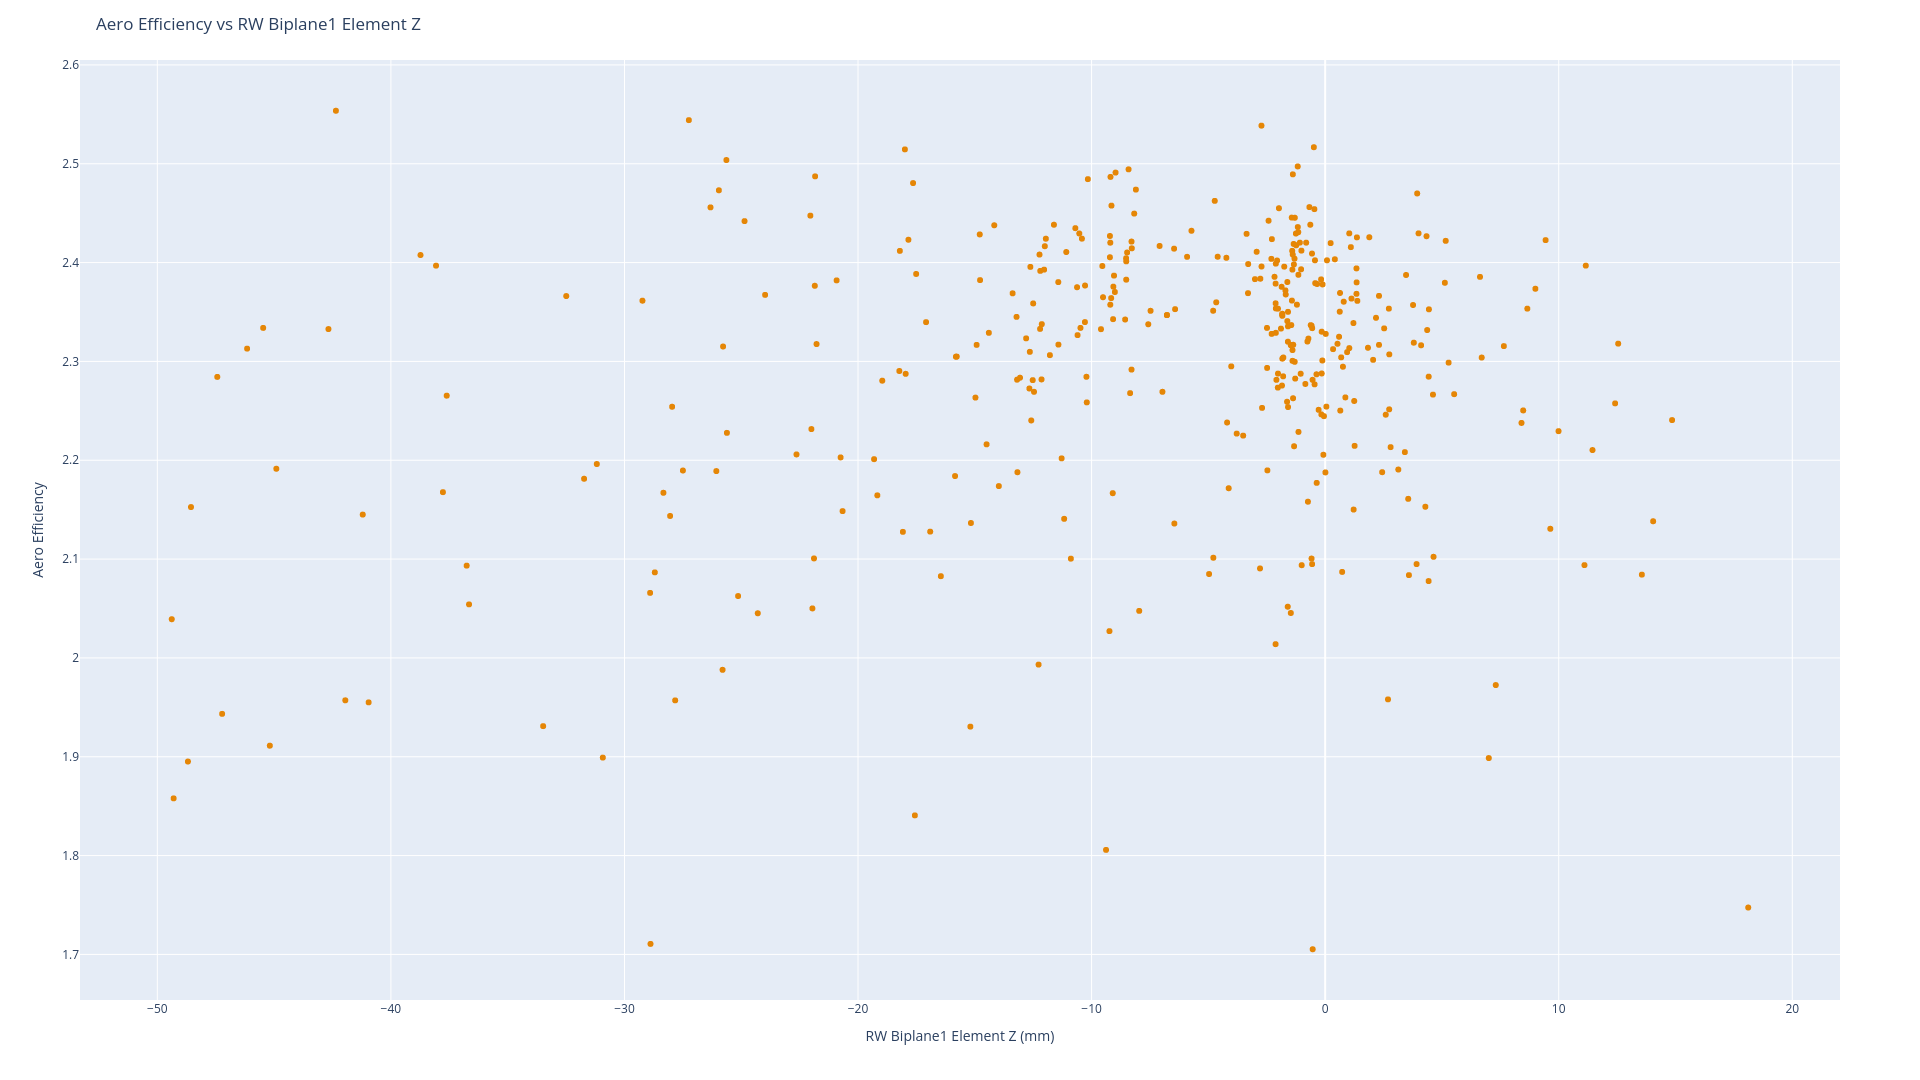 Aero Efficiency vs RW Biplane1 Element Z
2.6
2.5
2.4
2.3
2.2
2.1
2
1.9
1.8
1.7
Aero Efficiency
−50 −40 −30 −20 −10 0 10 20
RW Biplane1 Element Z (mm)